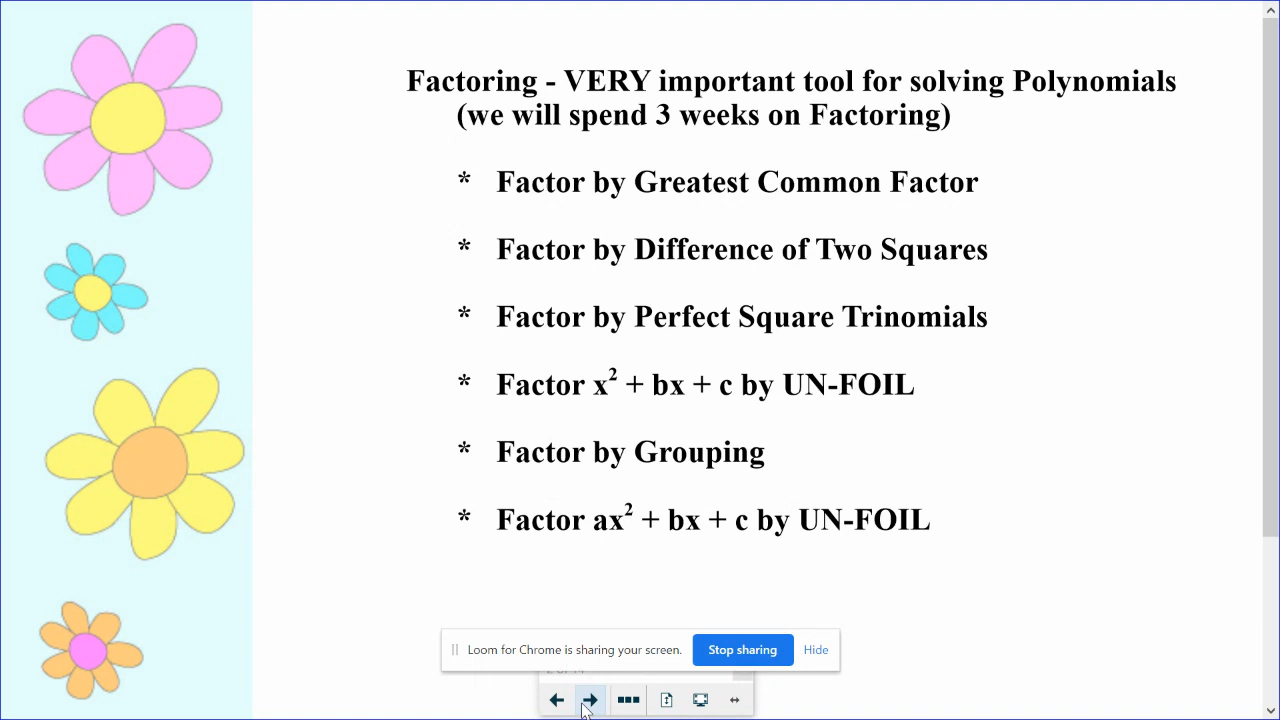 Factoring - VERY important tool for solving Polynomials
(we will spend 3 weeks on Factoring)
* Factor by Greatest Common Factor
* Factor by Difference of Two Squares
* Factor by Perfect Square Trinomials
* Factor x² + bx + c by UN-FOIL
* Factor by Grouping
* Factor ax² + bx + c by UN-FOIL
Loom for Chrome is sharing your screen. Stop sharing Hide